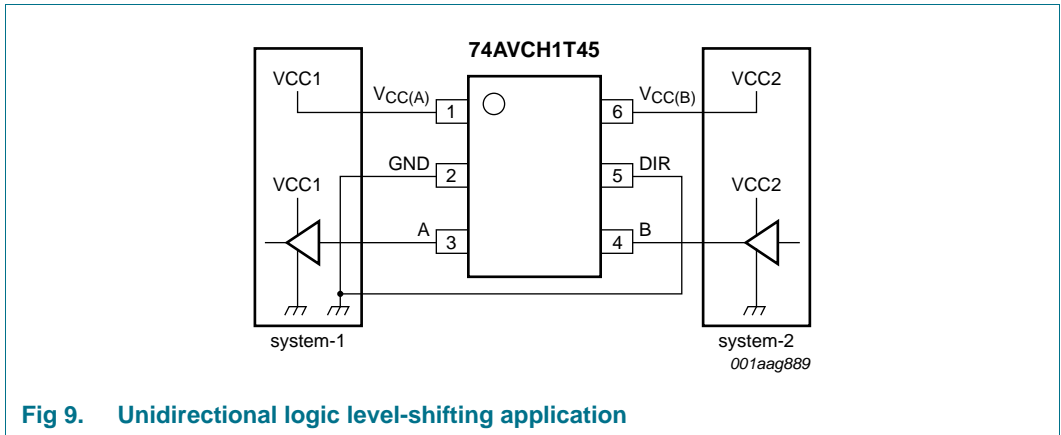 74AVCH1T45
VCC1
VCC2
VCC(A)
1
6
VCC(B)
GND
2
5
DIR
VCC1
VCC2
A
3
4
B
system-1
system-2
001aag889
Fig 9. Unidirectional logic level-shifting application